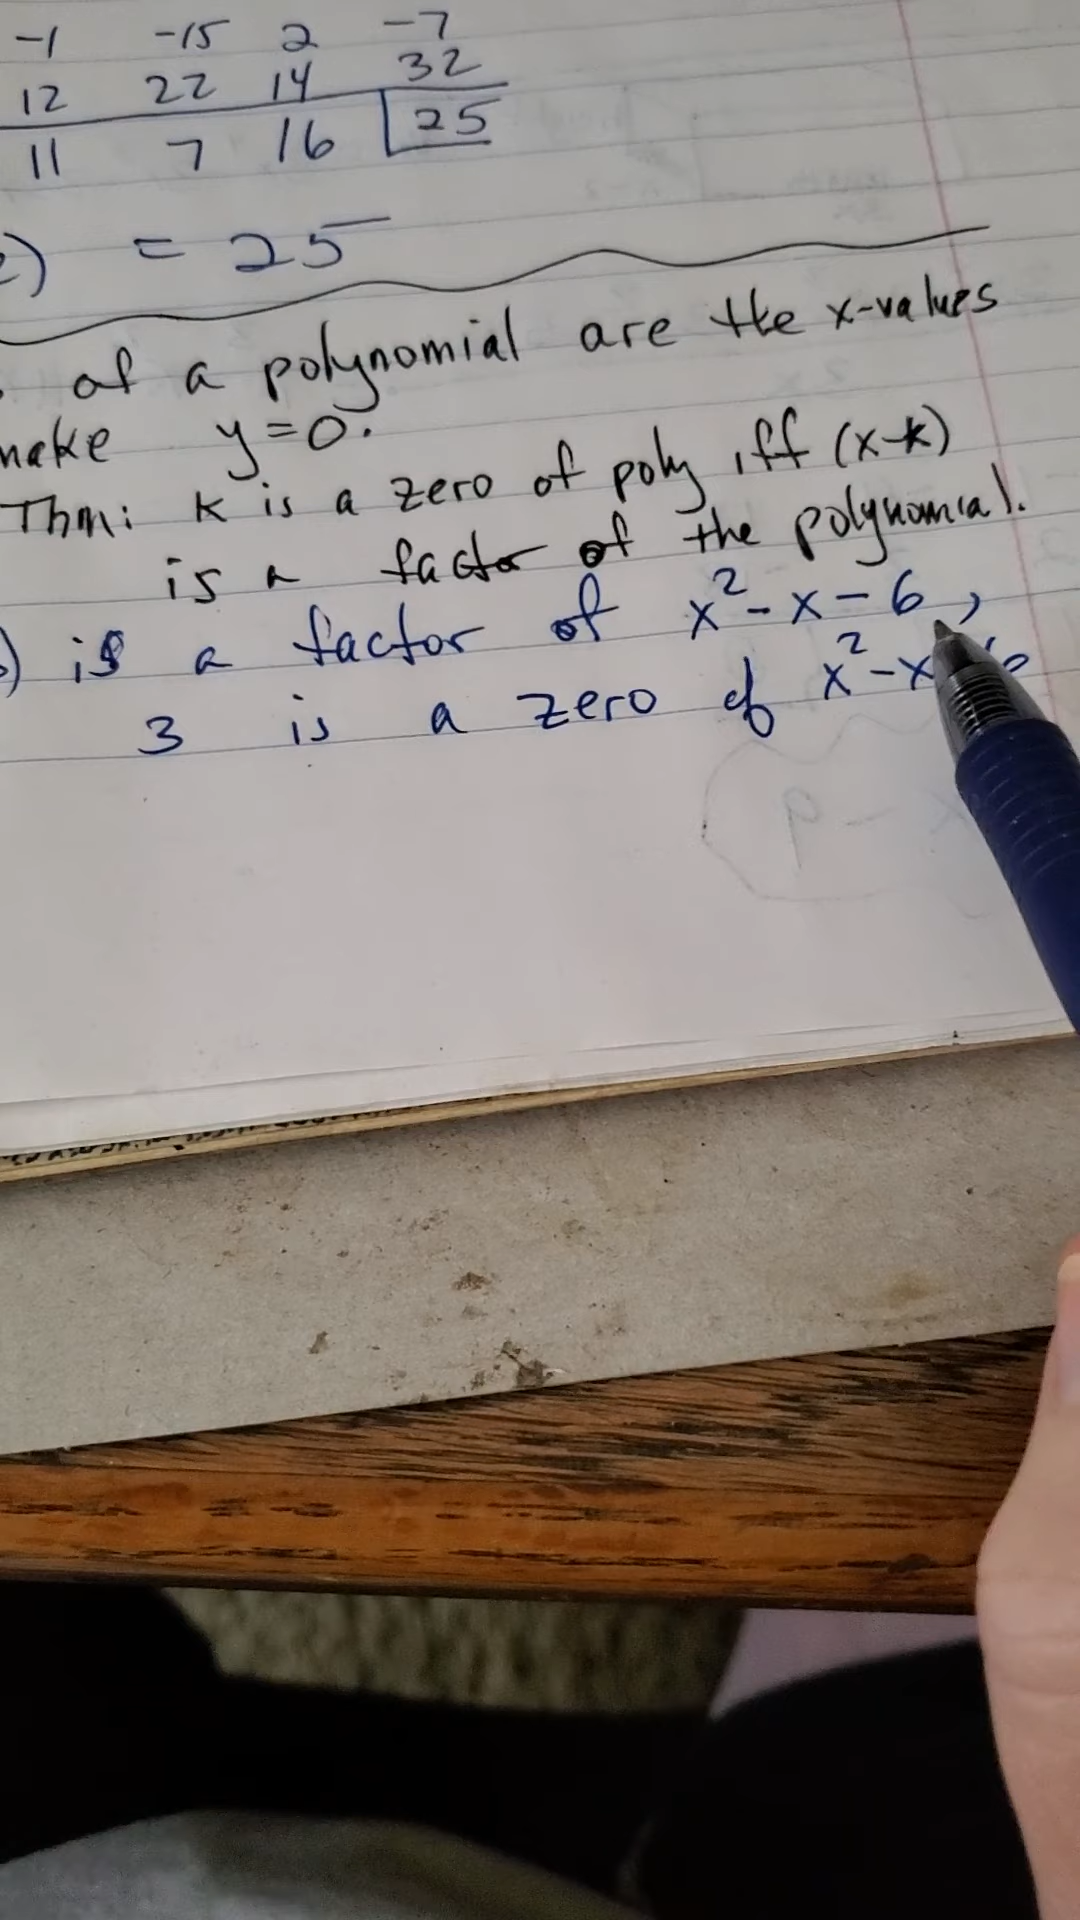 -1 -15 2 -7
12 22 14 32
11 7 16 25
) = 25
of a polynomial are the x-values
make y=0.
Thm: k is a zero of poly iff (x-k)
is a factor of the polynomial.
) is a factor of x²-x-6,
3 is a zero of x²-x